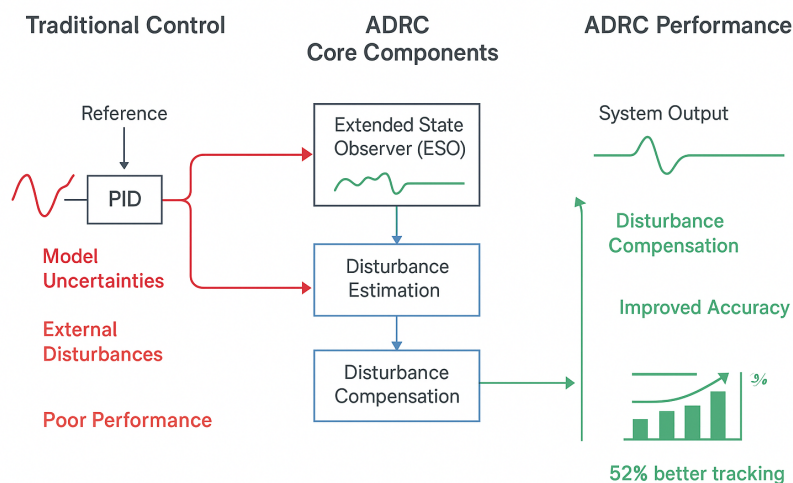 Traditional Control
ADRC
Core Components
ADRC Performance
Reference
PID
Model
Uncertainties
External
Disturbances
Poor Performance
Extended State
Observer (ESO)
Disturbance
Estimation
Disturbance
Compensation
System Output
Disturbance
Compensation
Improved Accuracy
%
52% better tracking